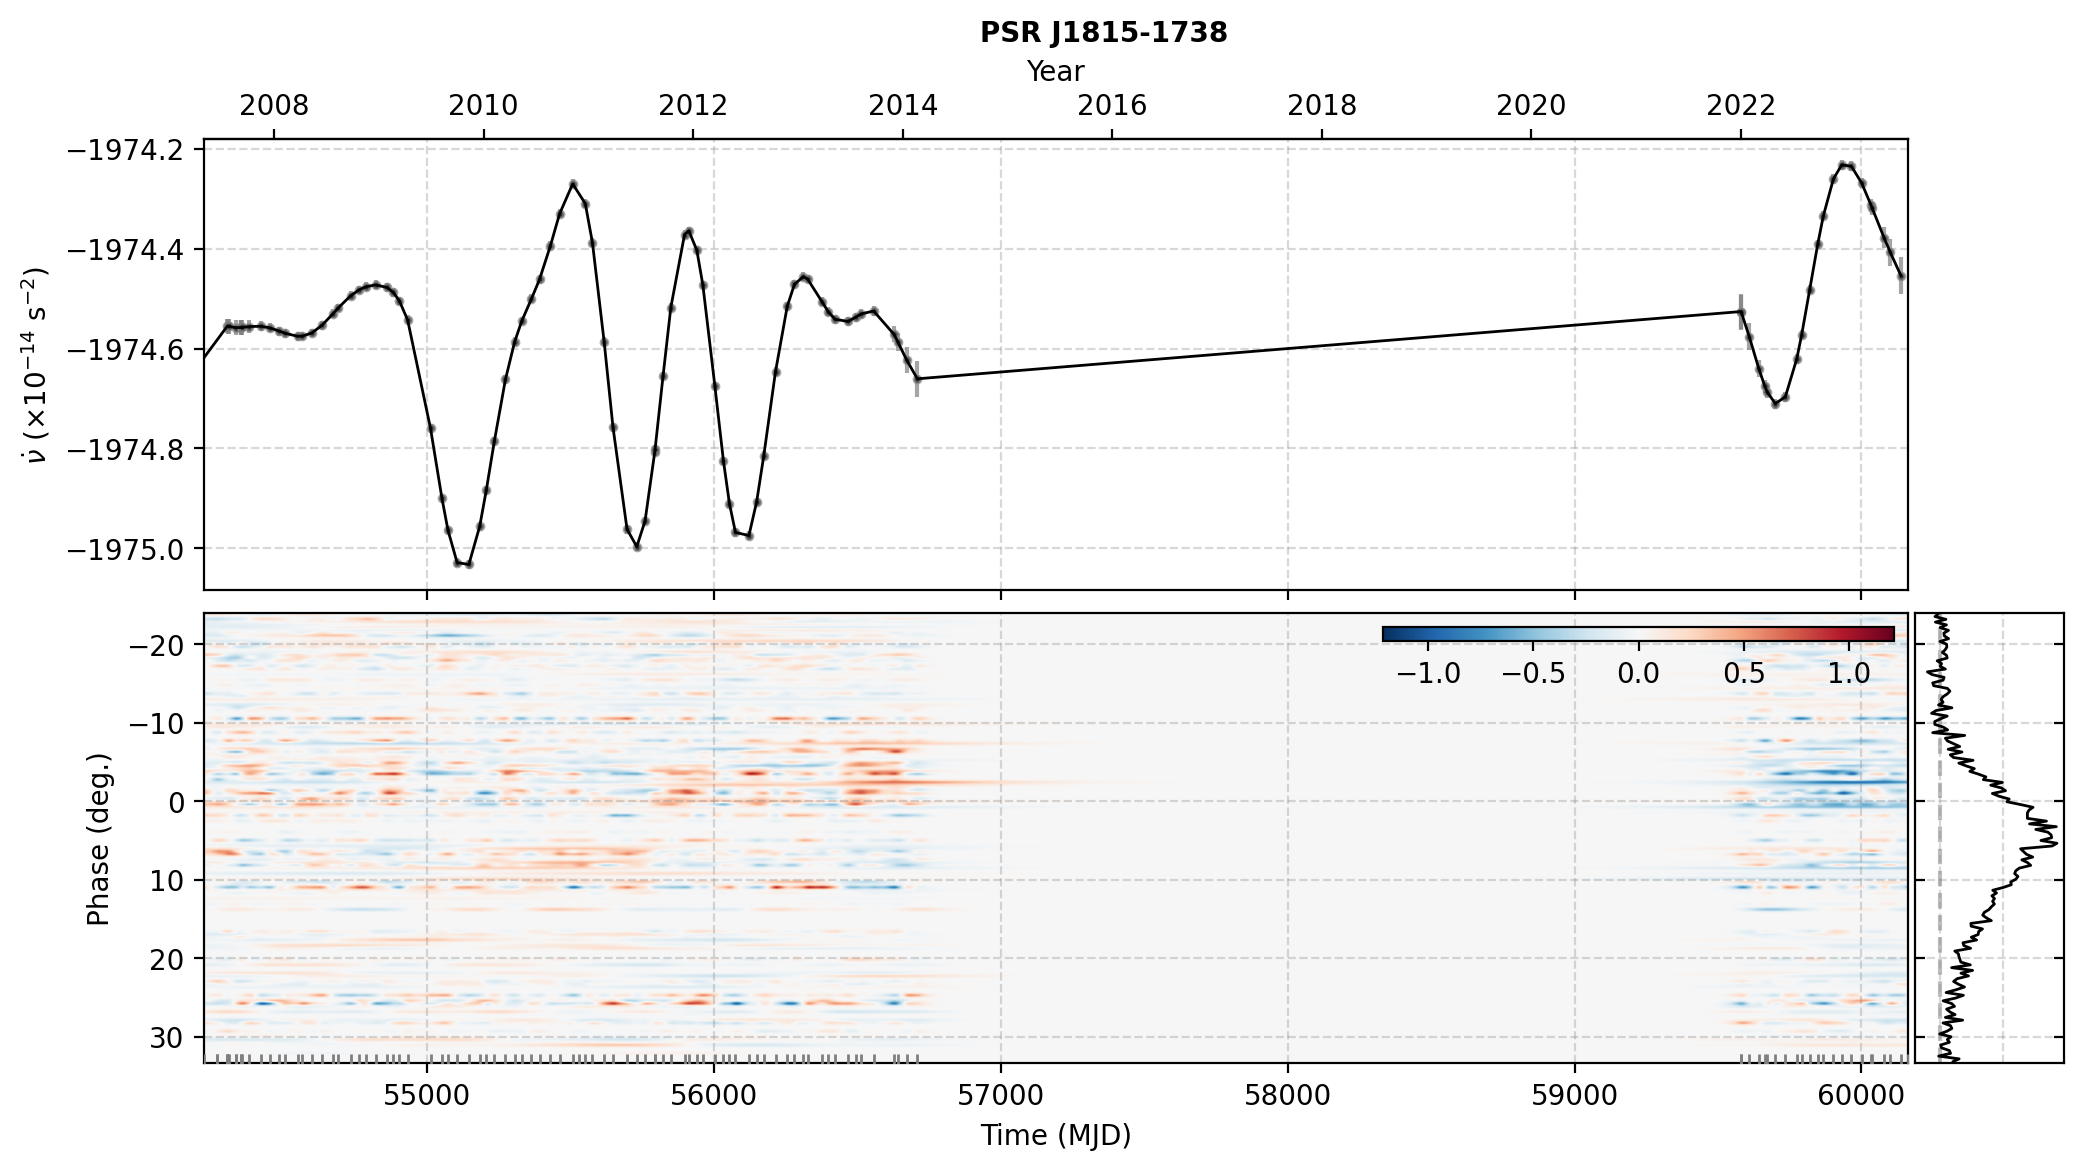 PSR J1815-1738
Year
2008 2010 2012 2014 2016 2018 2020 2022
−1974.2
−1974.4
−1974.6
−1974.8
−1975.0
ν̇ (×10⁻¹⁴ s⁻²)
−1.0 −0.5 0.0 0.5 1.0
−20
−10
0
10
20
30
Phase (deg.)
55000 56000 57000 58000 59000 60000
Time (MJD)